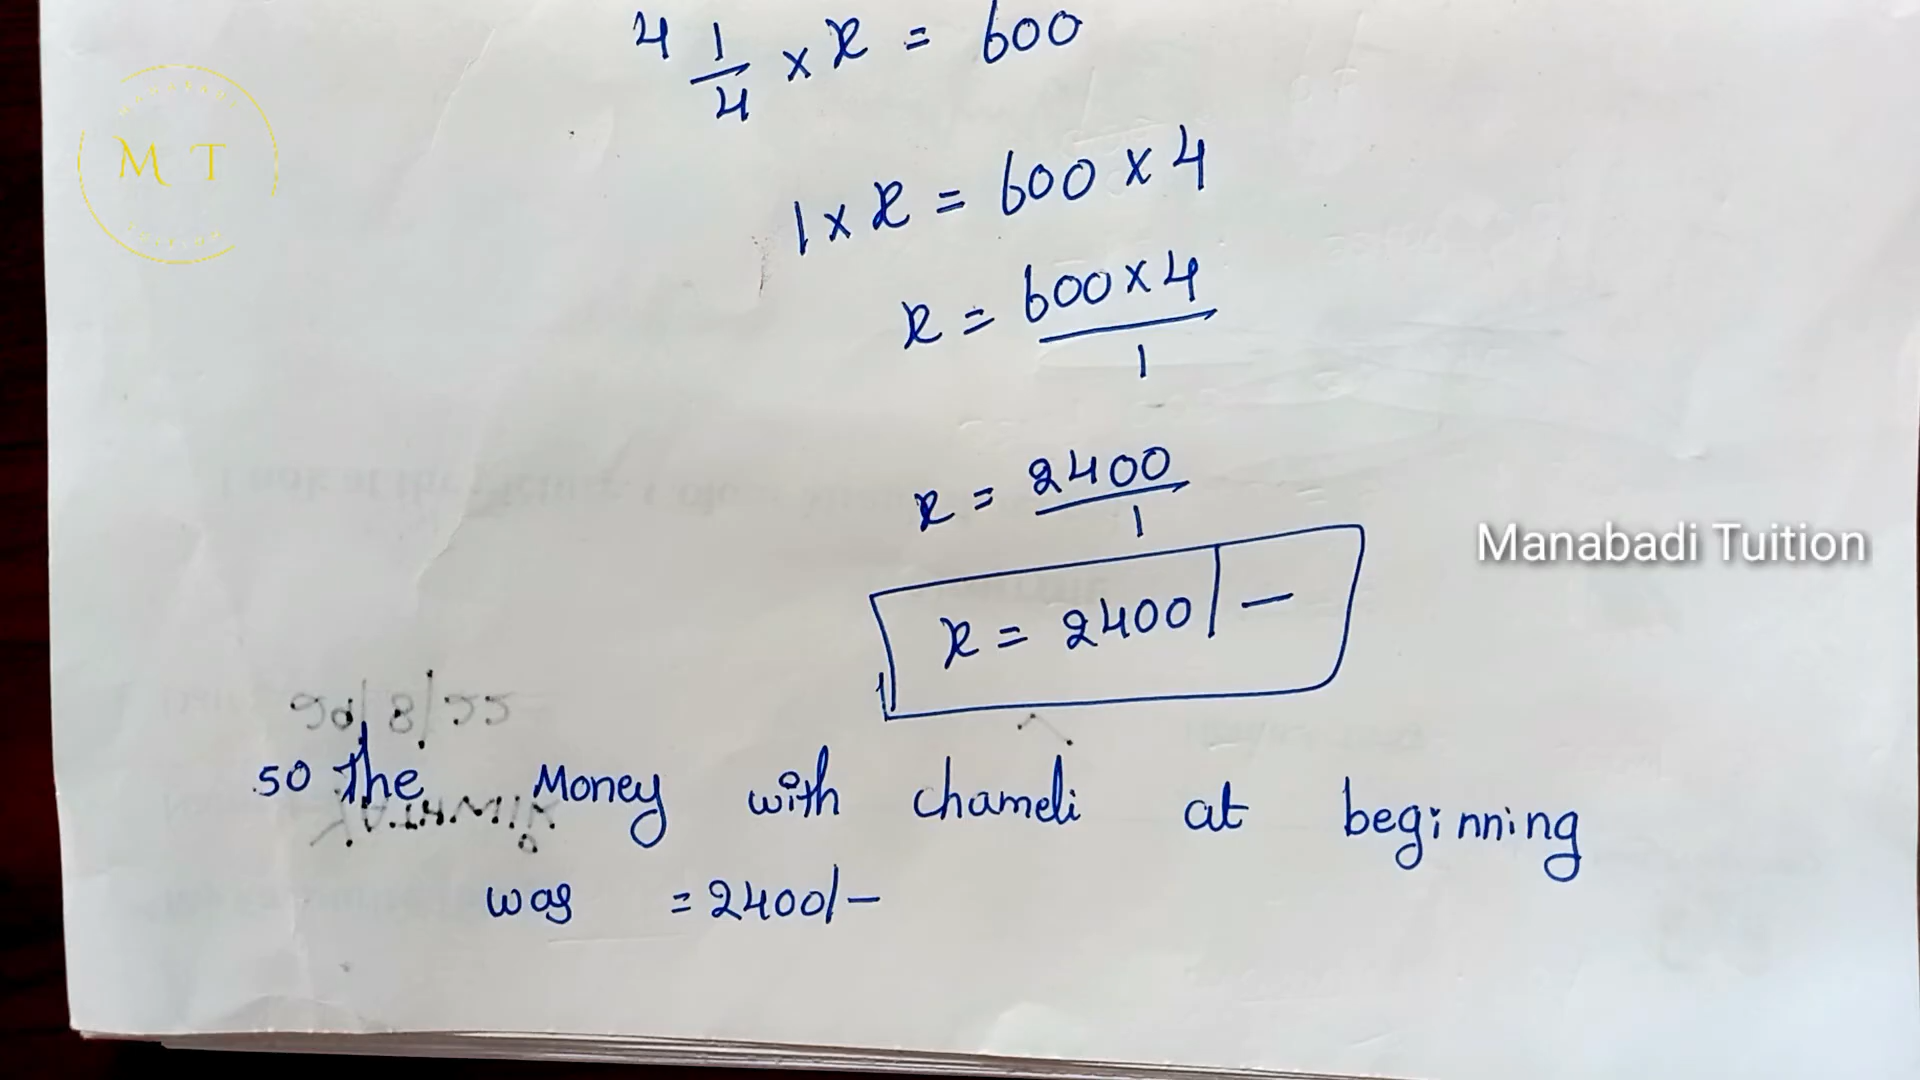 4 1/4 × x = 600
M T
1 × x = 600 × 4
x = 600 × 4 / 1
x = 2400 / 1
Manabadi Tuition
x = 2400/-
So The Money with chameli at beginning
was = 2400/-